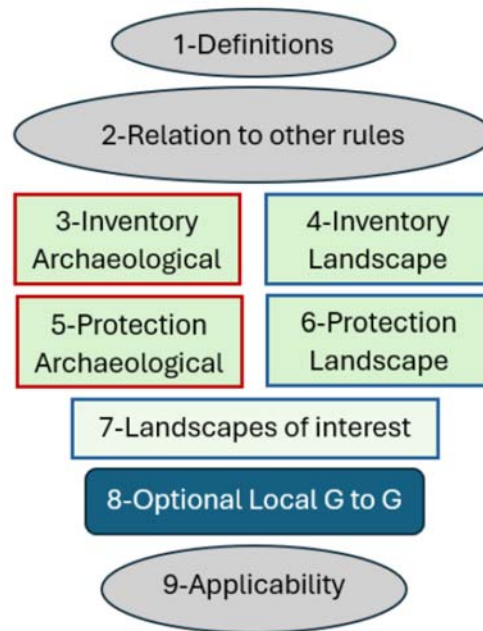 1-Definitions
2-Relation to other rules
3-Inventory
Archaeological
4-Inventory
Landscape
5-Protection
Archaeological
6-Protection
Landscape
7-Landscapes of interest
8-Optional Local G to G
9-Applicability